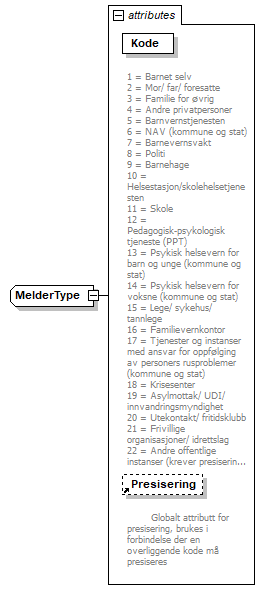 attributes
Kode
1 = Barnet selv
2 = Mor/ far/ foresatte
3 = Familie for øvrig
4 = Andre privatpersoner
5 = Barnvernstjenesten
6 = NAV (kommune og stat)
7 = Barnevernsvakt
8 = Politi
9 = Barnehage
10 =
Helsestasjon/skolehelsetjene
sten
11 = Skole
12 =
Pedagogisk-psykologisk
tjeneste (PPT)
13 = Psykisk helsevern for
barn og unge (kommune og
stat)
14 = Psykisk helsevern for
voksne (kommune og stat)
15 = Lege/ sykehus/
tannlege
16 = Familievernkontor
17 = Tjenester og instanser
med ansvar for oppfølging
av personers rusproblemer
(kommune og stat)
18 = Krisesenter
19 = Asylmottak/ UDI/
innvandringsmyndighet
20 = Utekontakt/ fritidsklubb
21 = Frivillige
organisasjoner/ idrettslag
22 = Andre offentlige
instanser (krever presiserin...
MelderType
Presisering
Globalt attributt for
presisering, brukes i
forbindelse der en
overliggende kode må
presiseres